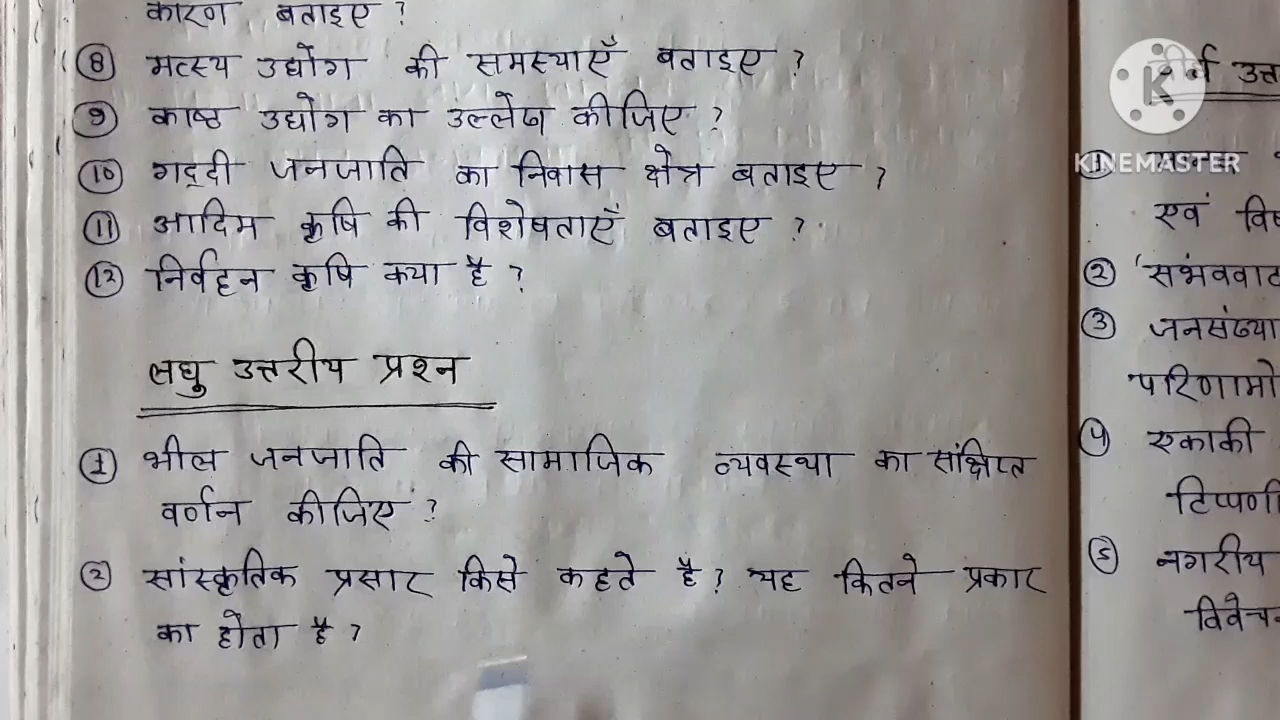 कारण बताइए ?
⑧ मत्स्य उद्योग की समस्याएँ बताइए ?
⑨ काष्ठ उद्योग का उल्लेख कीजिए ?
⑩ गद्दी जनजाति का निवास क्षेत्र बताइए ?
⑪ आदिम कृषि की विशेषताएँ बताइए ?
⑫ निर्वहन कृषि क्या है ?
लघु उत्तरीय प्रश्न
① भील जनजाति की सामाजिक व्यवस्था का संक्षिप्त
वर्णन कीजिए ?
② सांस्कृतिक प्रसार किसे कहते है ? यह कितने प्रकार
का होता है ?
उत्त
KINEMASTER
एवं
②
③ जनसंख्या
परिणामो
④ एकाकी
टिप्पणी
⑤ नगरीय